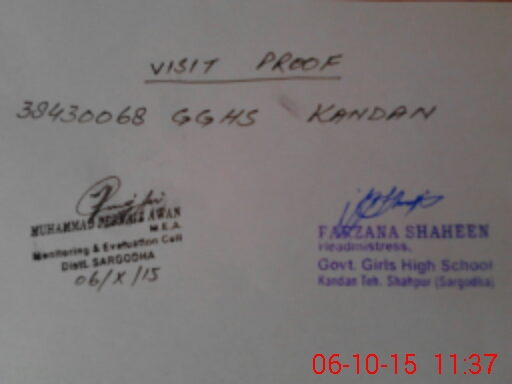 VISIT PROOF
38430068 GGHS KANDAN
MUHAMMAD AWAN
M.E.A.
Monitoring & Evaluation Cell
Distt. SARGODHA
06/X/15
FARZANA SHAHEEN
Headmistress,
Govt. Girls High School
Kandan Teh. Shahpur (Sargodha)
06-10-15 11:37